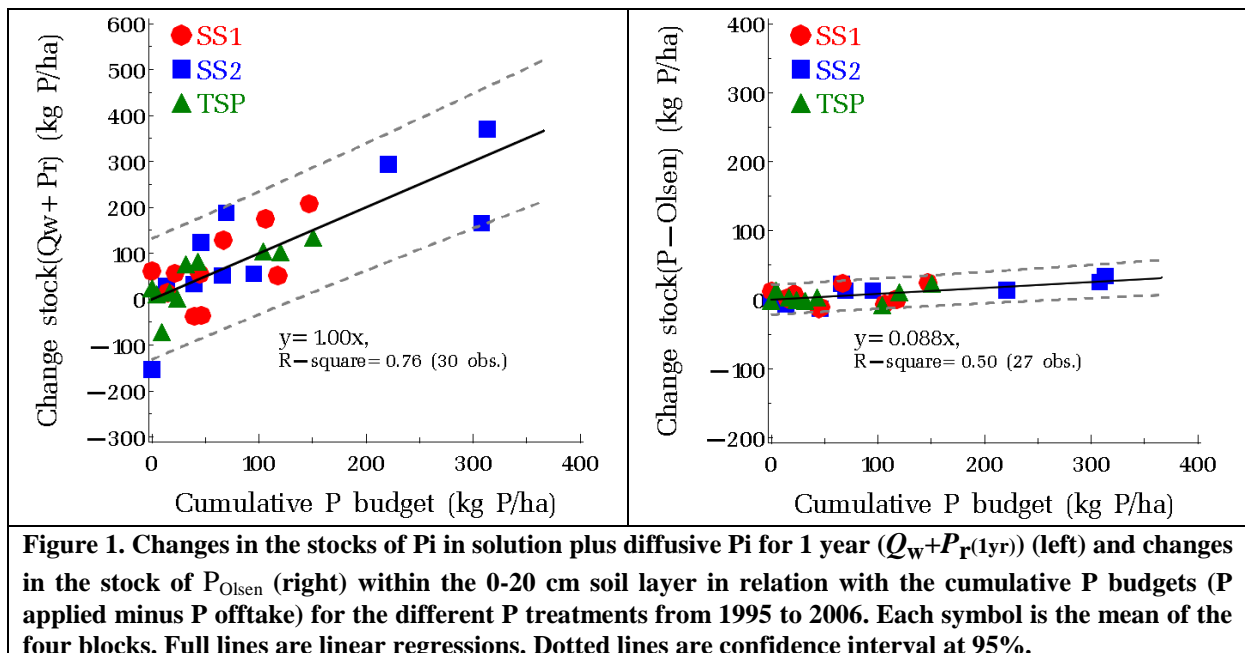 600
500
400
300
200
100
0
−100
−200
−300
Change stock(Qw+Pr) (kg P/ha)
SS1
SS2
TSP
y= 1.00x,
R−square= 0.76 (30 obs.)
0 100 200 300 400
Cumulative P budget (kg P/ha)
400
300
200
100
0
−100
−200
Change stock(P−Olsen) (kg P/ha)
SS1
SS2
TSP
y= 0.088x,
R−square= 0.50 (27 obs.)
0 100 200 300 400
Cumulative P budget (kg P/ha)
Figure 1. Changes in the stocks of Pi in solution plus diffusive Pi for 1 year (Qw+Pr(1yr)) (left) and changes
in the stock of POlsen (right) within the 0-20 cm soil layer in relation with the cumulative P budgets (P
applied minus P offtake) for the different P treatments from 1995 to 2006. Each symbol is the mean of the
four blocks. Full lines are linear regressions. Dotted lines are confidence interval at 95%.